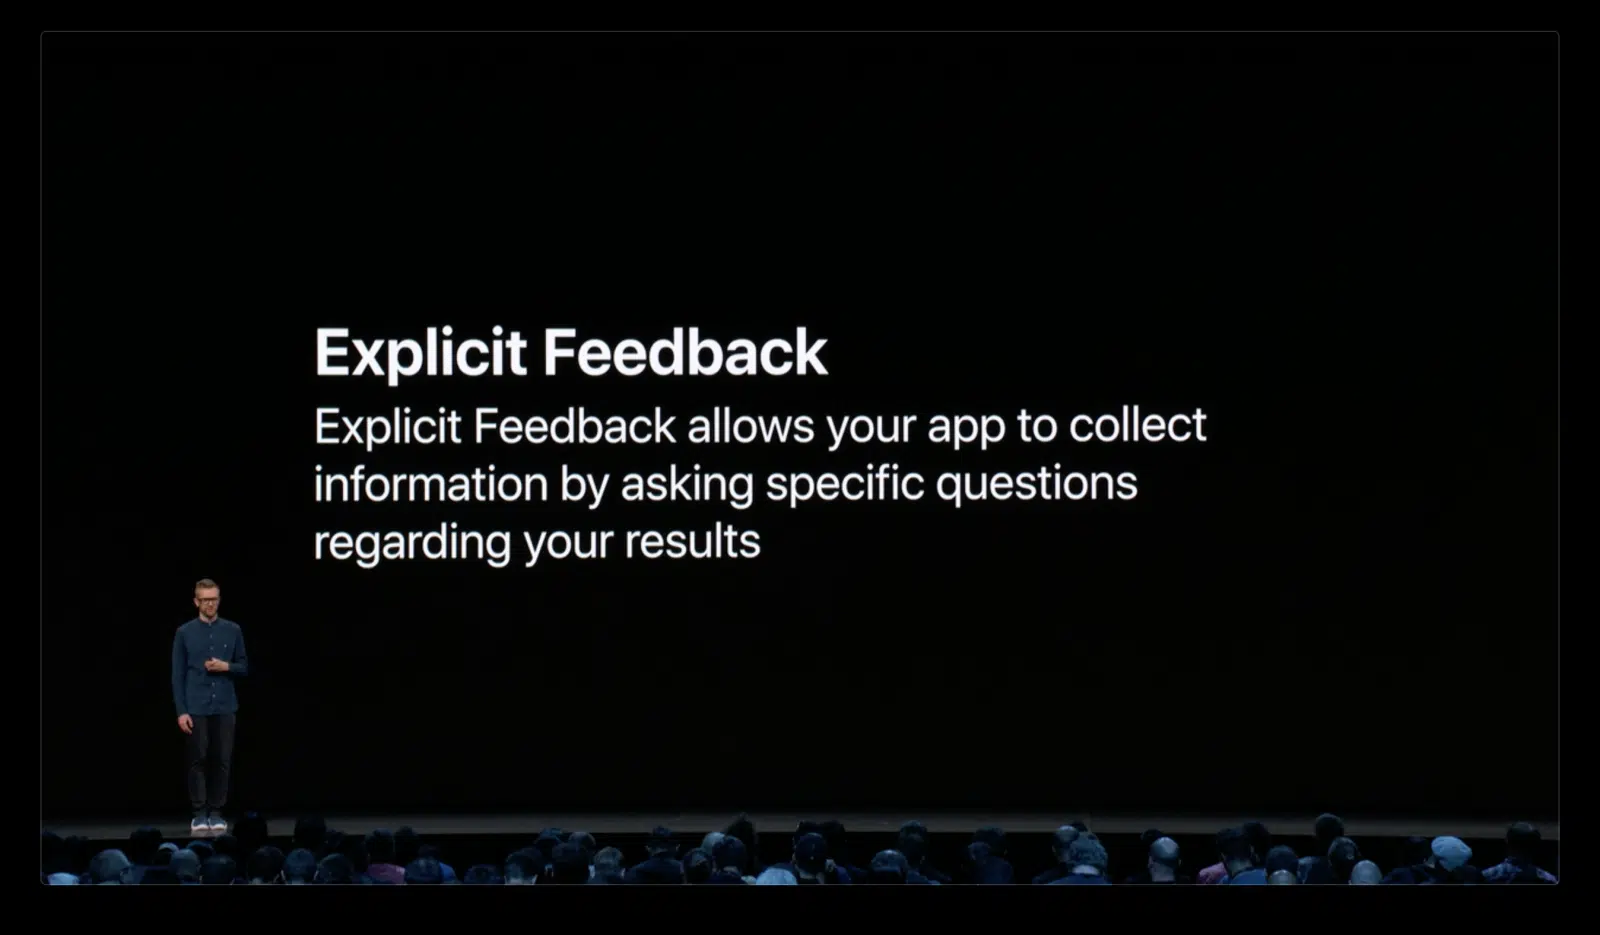 Explicit Feedback
Explicit Feedback allows your app to collect
information by asking specific questions
regarding your results